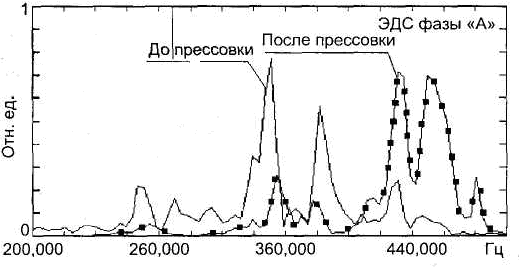 1
ЭДС фазы «А»
До прессовки
После прессовки
Отн. ед.
0
200,000
260,000
360,000
440,000
Гц